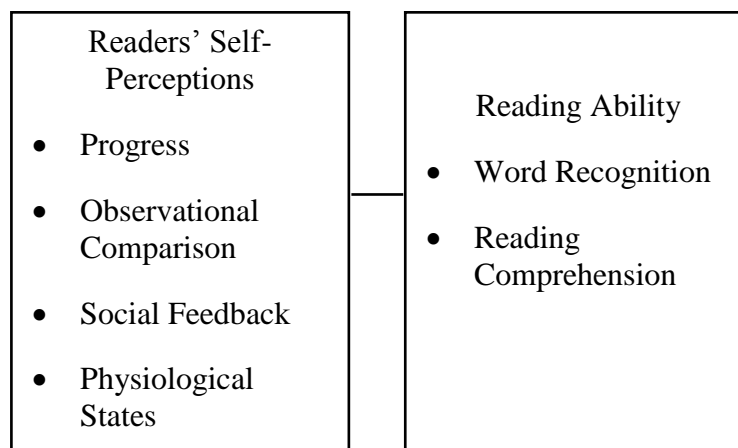 Readers’ Self-
Perceptions
• Progress
• Observational
Comparison
• Social Feedback
• Physiological
States
Reading Ability
• Word Recognition
• Reading
Comprehension